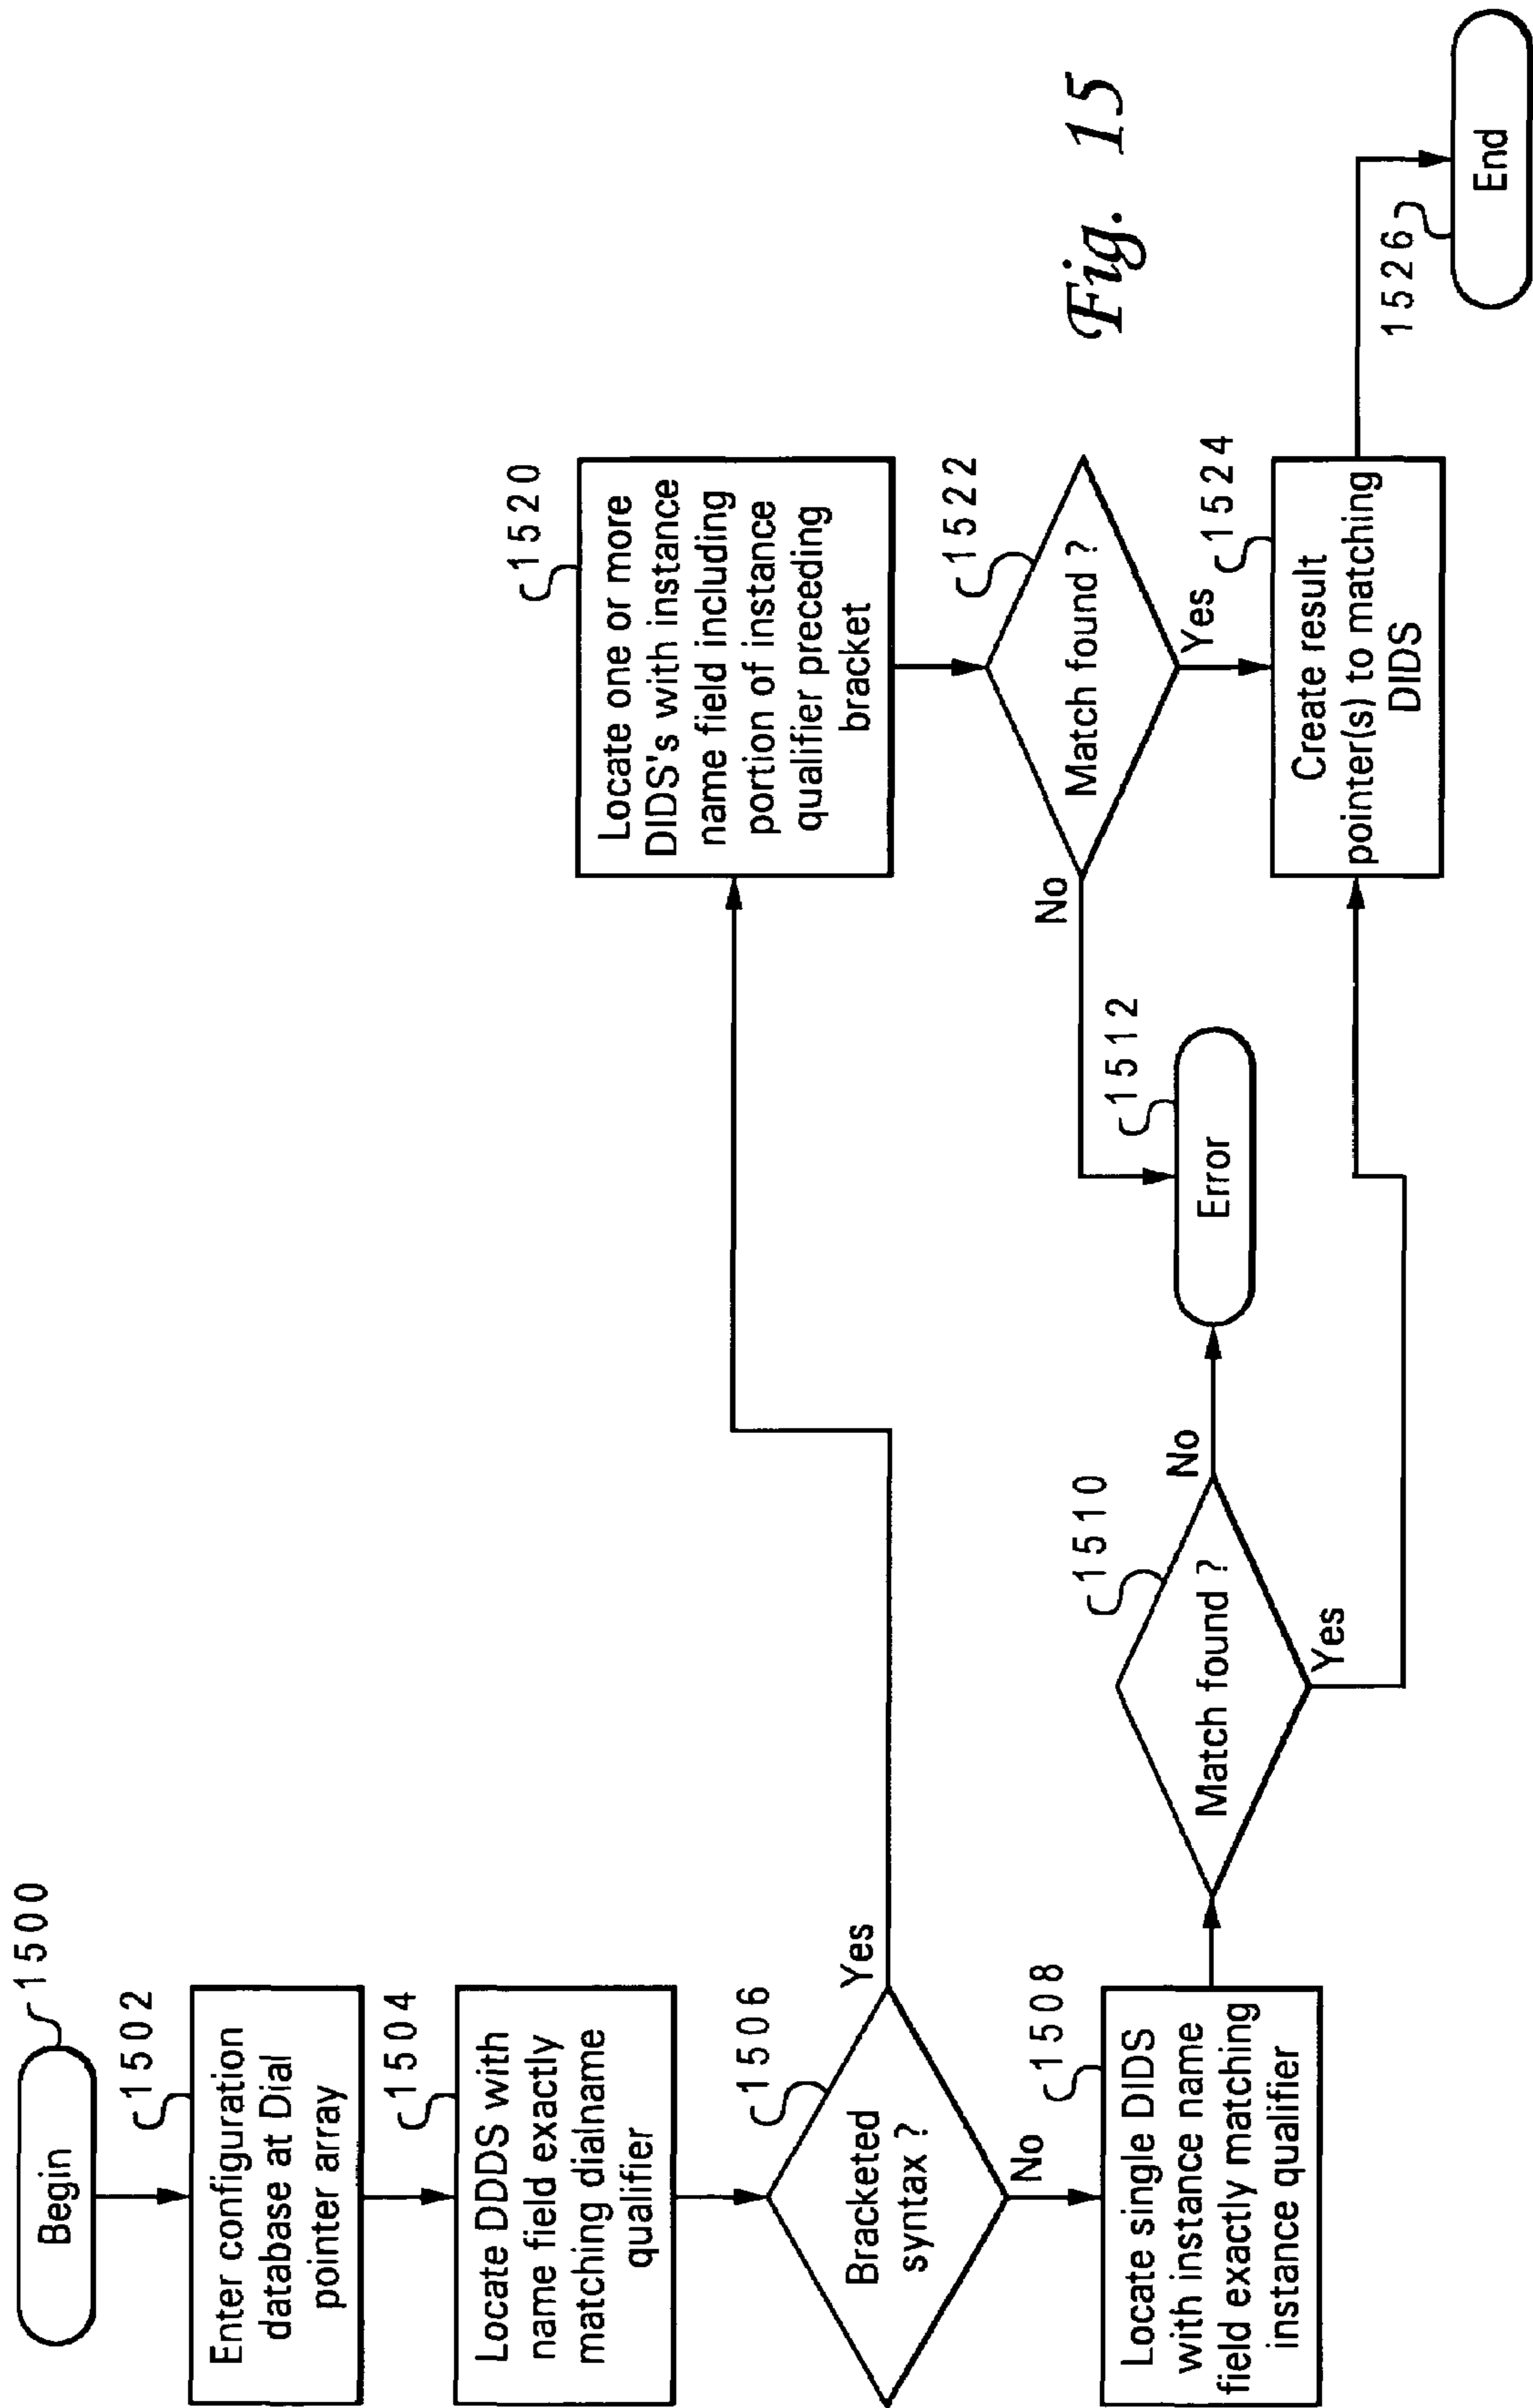 Begin
1500
1502
Enter configuration
database at Dial
pointer array
1504
Locate DDDS with
name field exactly
matching dialname
qualifier
1506
Bracketed
syntax ?
Yes
No
1508
Locate single DIDS
with instance name
field exactly matching
instance qualifier
1510
Match found ?
No
Yes
1512
Error
1520
Locate one or more
DIDS's with instance
name field including
portion of instance
qualifier preceding
bracket
1522
Match found ?
No
Yes
1524
Create result
pointer(s) to matching
DIDS
1526
End
Fig. 15